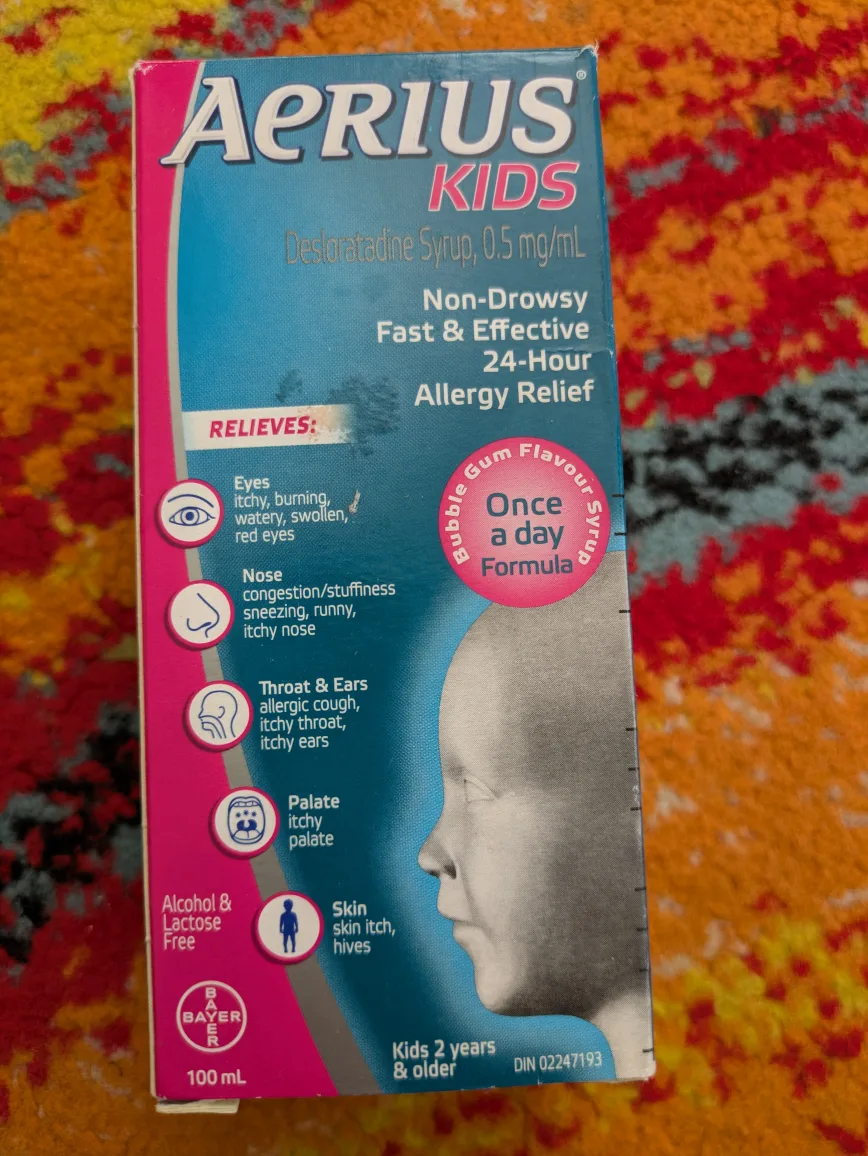 AERIUS®
KIDS
Desloratadine Syrup, 0.5 mg/mL
Non-Drowsy
Fast & Effective
24-Hour
Allergy Relief
RELIEVES:
Eyes
itchy, burning,
watery, swollen,
red eyes
Bubble Gum Flavour Syrup
Once
a day
Formula
Nose
congestion/stuffiness
sneezing, runny,
itchy nose
Throat & Ears
allergic cough,
itchy throat,
itchy ears
Palate
itchy
palate
Skin
skin itch,
hives
Alcohol &
Lactose
Free
BAYER
BAYER
100 mL
Kids 2 years
& older
DIN 02247193